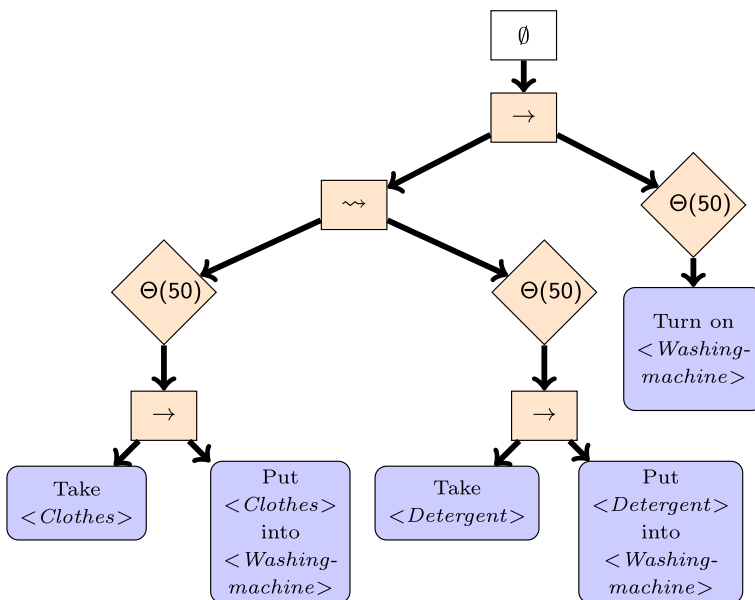 ∅
→
⇝
Θ(50)
Θ(50)
Θ(50)
Turn on
<Washing-
machine>
→
→
Take
<Clothes>
Put
<Clothes>
into
<Washing-
machine>
Take
<Detergent>
Put
<Detergent>
into
<Washing-
machine>